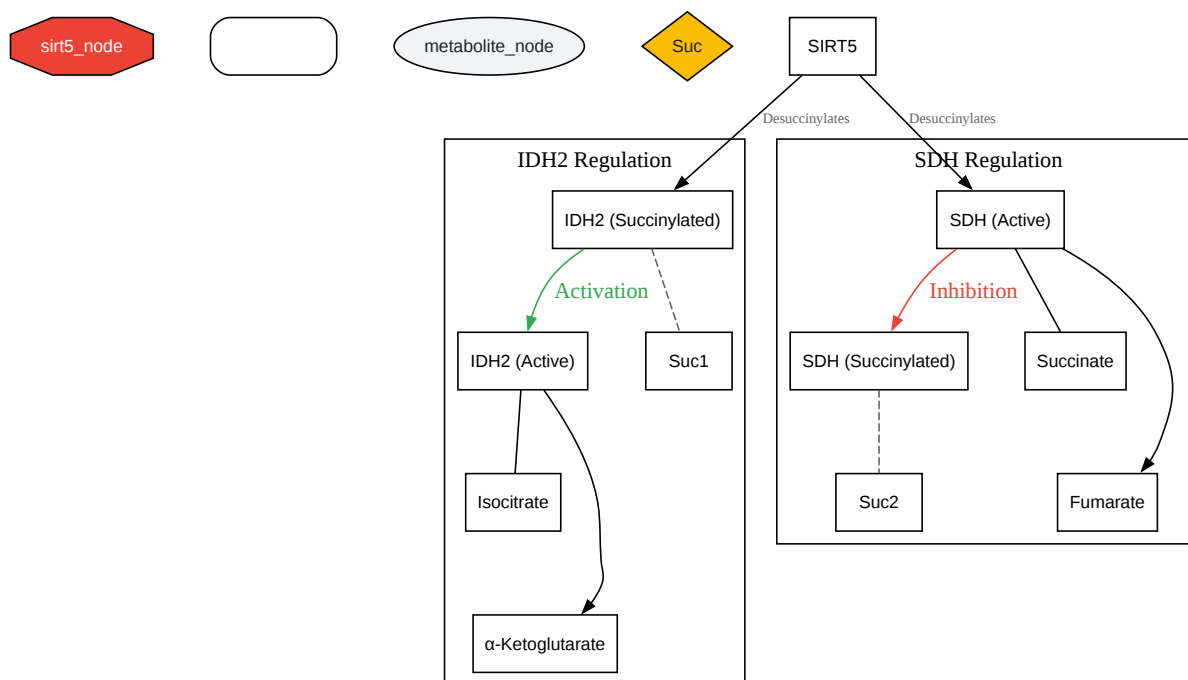 sirt5_node
metabolite_node
Suc
SIRT5
Desuccinylates
Desuccinylates
IDH2 Regulation
SDH Regulation
IDH2 (Succinylated)
SDH (Active)
Activation
Inhibition
IDH2 (Active)
Suc1
SDH (Succinylated)
Succinate
Isocitrate
Suc2
Fumarate
α-Ketoglutarate